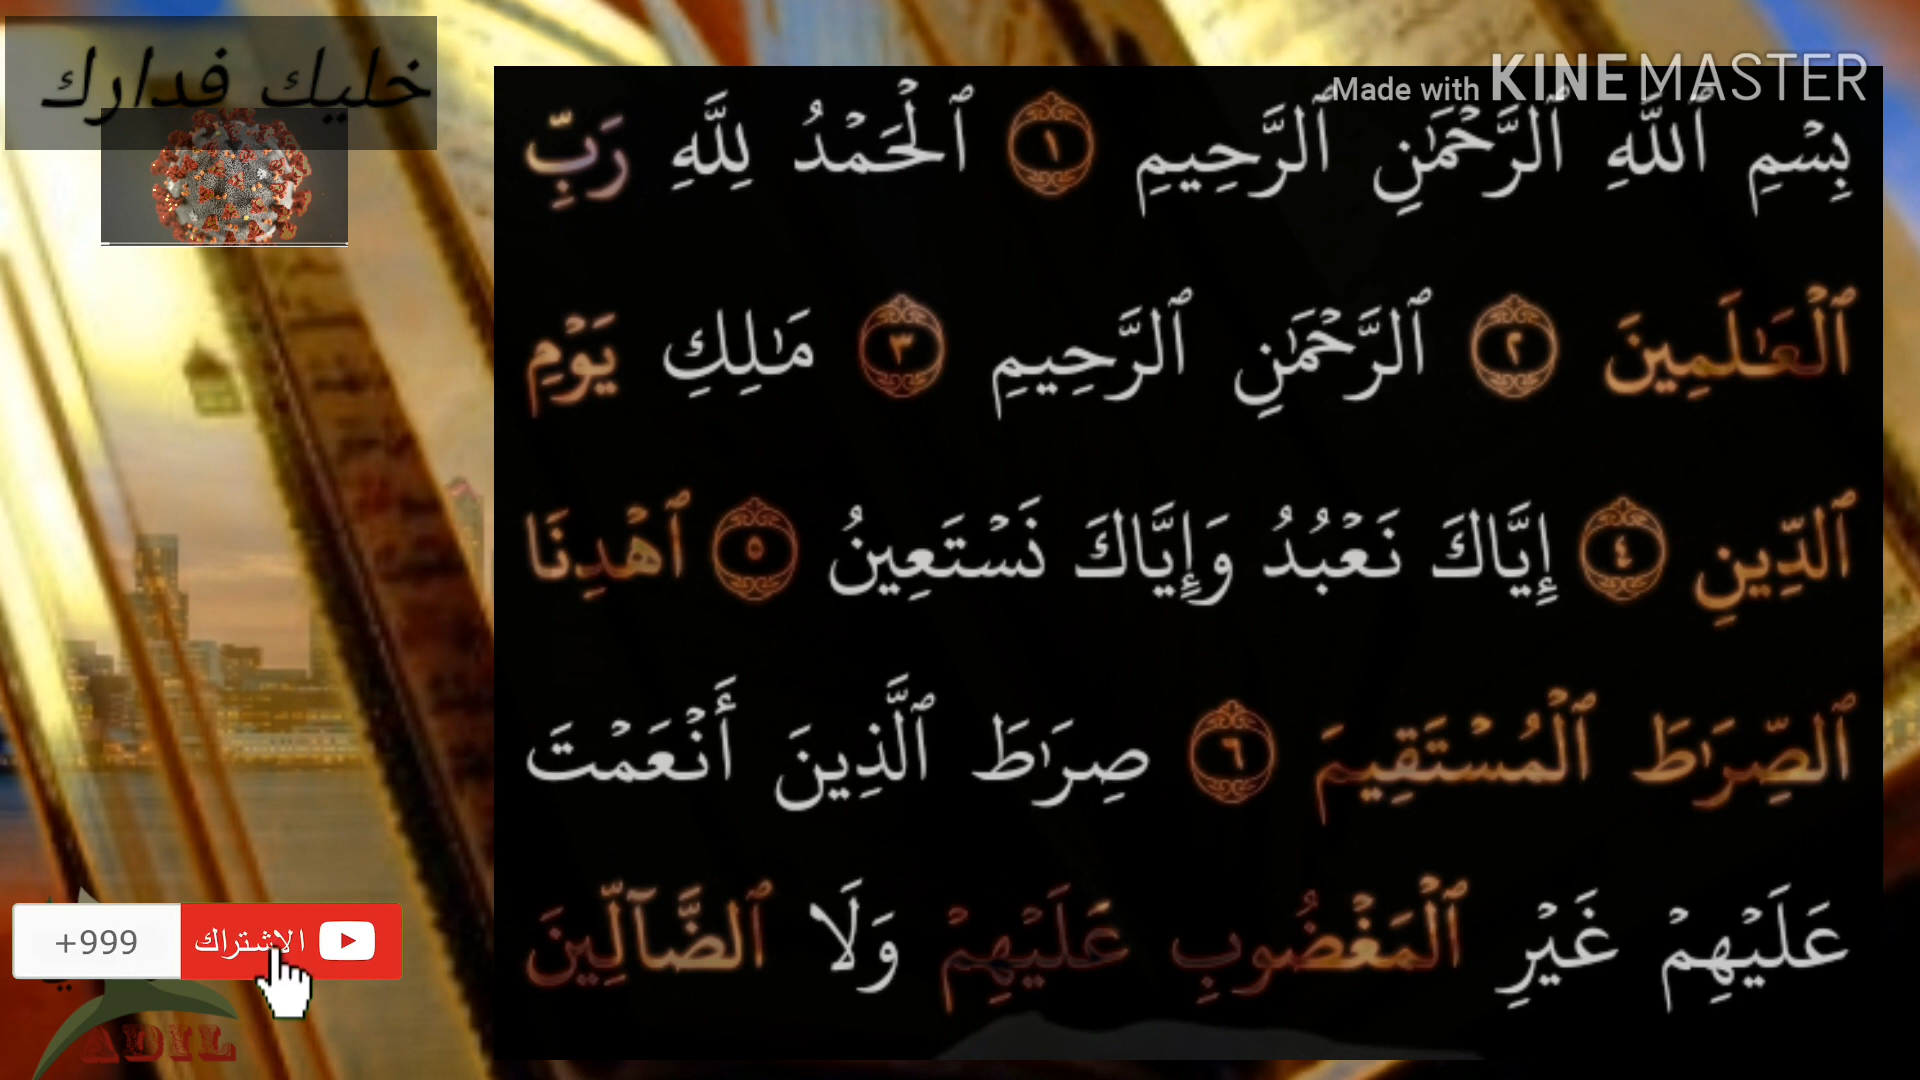 خليك فدارك
Made with KINEMASTER
بِسْمِ ٱللَّهِ ٱلرَّحْمَٰنِ ٱلرَّحِيمِ ١ ٱلْحَمْدُ لِلَّهِ رَبِّ
ٱلْعَٰلَمِينَ ٢ ٱلرَّحْمَٰنِ ٱلرَّحِيمِ ٣ مَٰلِكِ يَوْمِ
ٱلدِّينِ ٤ إِيَّاكَ نَعْبُدُ وَإِيَّاكَ نَسْتَعِينُ ٥ ٱهْدِنَا
ٱلصِّرَٰطَ ٱلْمُسْتَقِيمَ ٦ صِرَٰطَ ٱلَّذِينَ أَنْعَمْتَ
عَلَيْهِمْ غَيْرِ ٱلْمَغْضُوبِ عَلَيْهِمْ وَلَا ٱلضَّآلِّينَ
+999 الاشتراك
ADIL